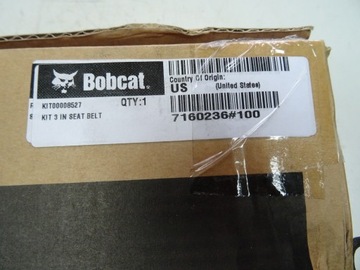 Bobcat.
Country Of Origin:
US (United States)
KIT00008527 QTY:1
KIT 3 IN SEAT BELT
7160236#100